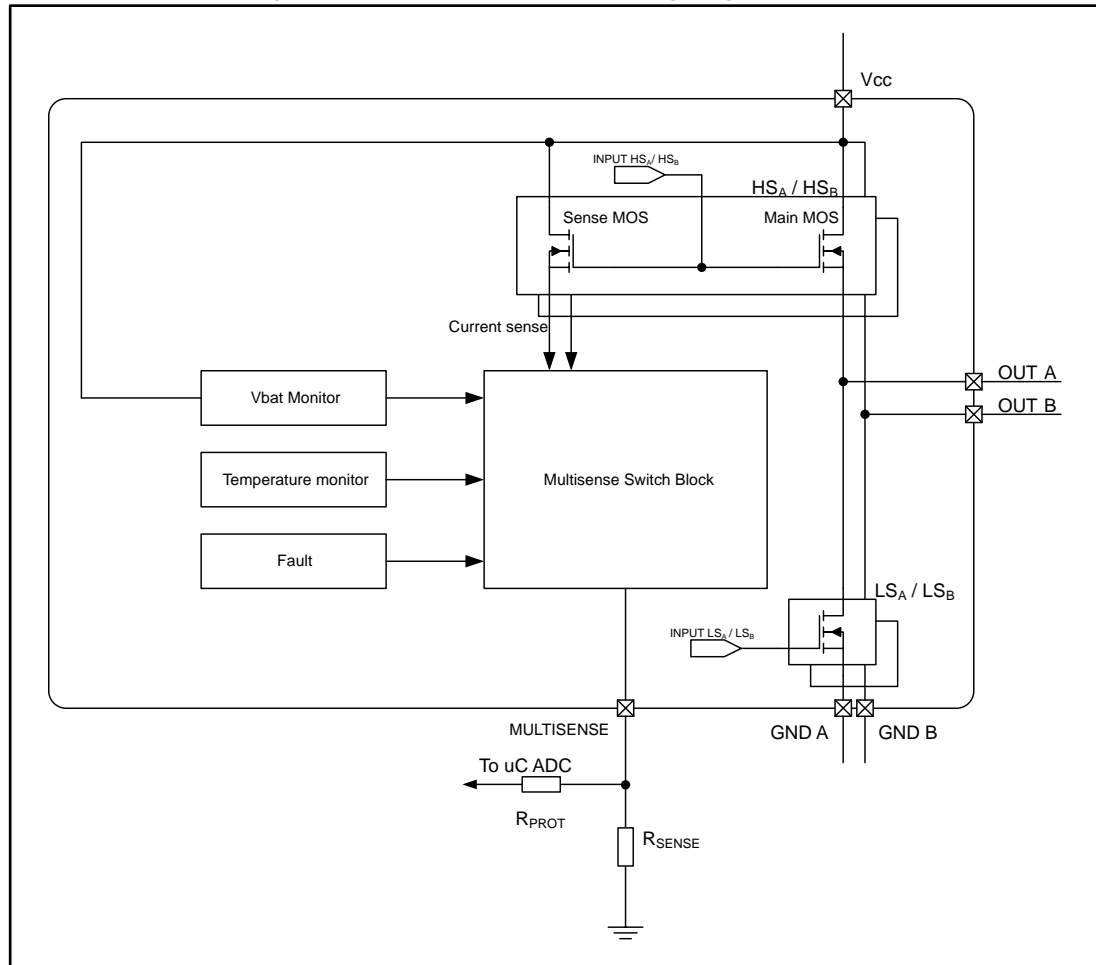 Vcc
INPUT HSA / HSB
HSA / HSB
Sense MOS
Main MOS
Current sense
OUT A
OUT B
Vbat Monitor
Temperature monitor
Multisense Switch Block
Fault
LSA / LSB
INPUT LSA / LSB
MULTISENSE
GND A
GND B
To uC ADC
RPROT
RSENSE